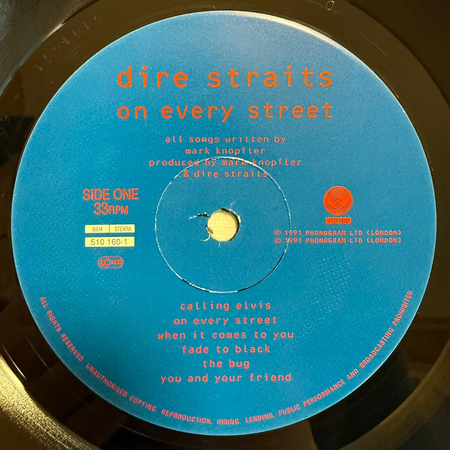 dire straits
on every street
all songs written by
mark knopfler
produced by mark knopfler
& dire straits
SIDE ONE
33RPM
BIEM STEMRA
510 160-1
LC 4633
VERTIGO
℗ 1991 PHONOGRAM LTD (LONDON)
© 1991 PHONOGRAM LTD (LONDON)
calling elvis
on every street
when it comes to you
fade to black
the bug
you and your friend
ALL RIGHTS RESERVED UNAUTHORISED COPYING, REPRODUCTION, HIRING, LENDING, PUBLIC PERFORMANCE AND BROADCASTING PROHIBITED